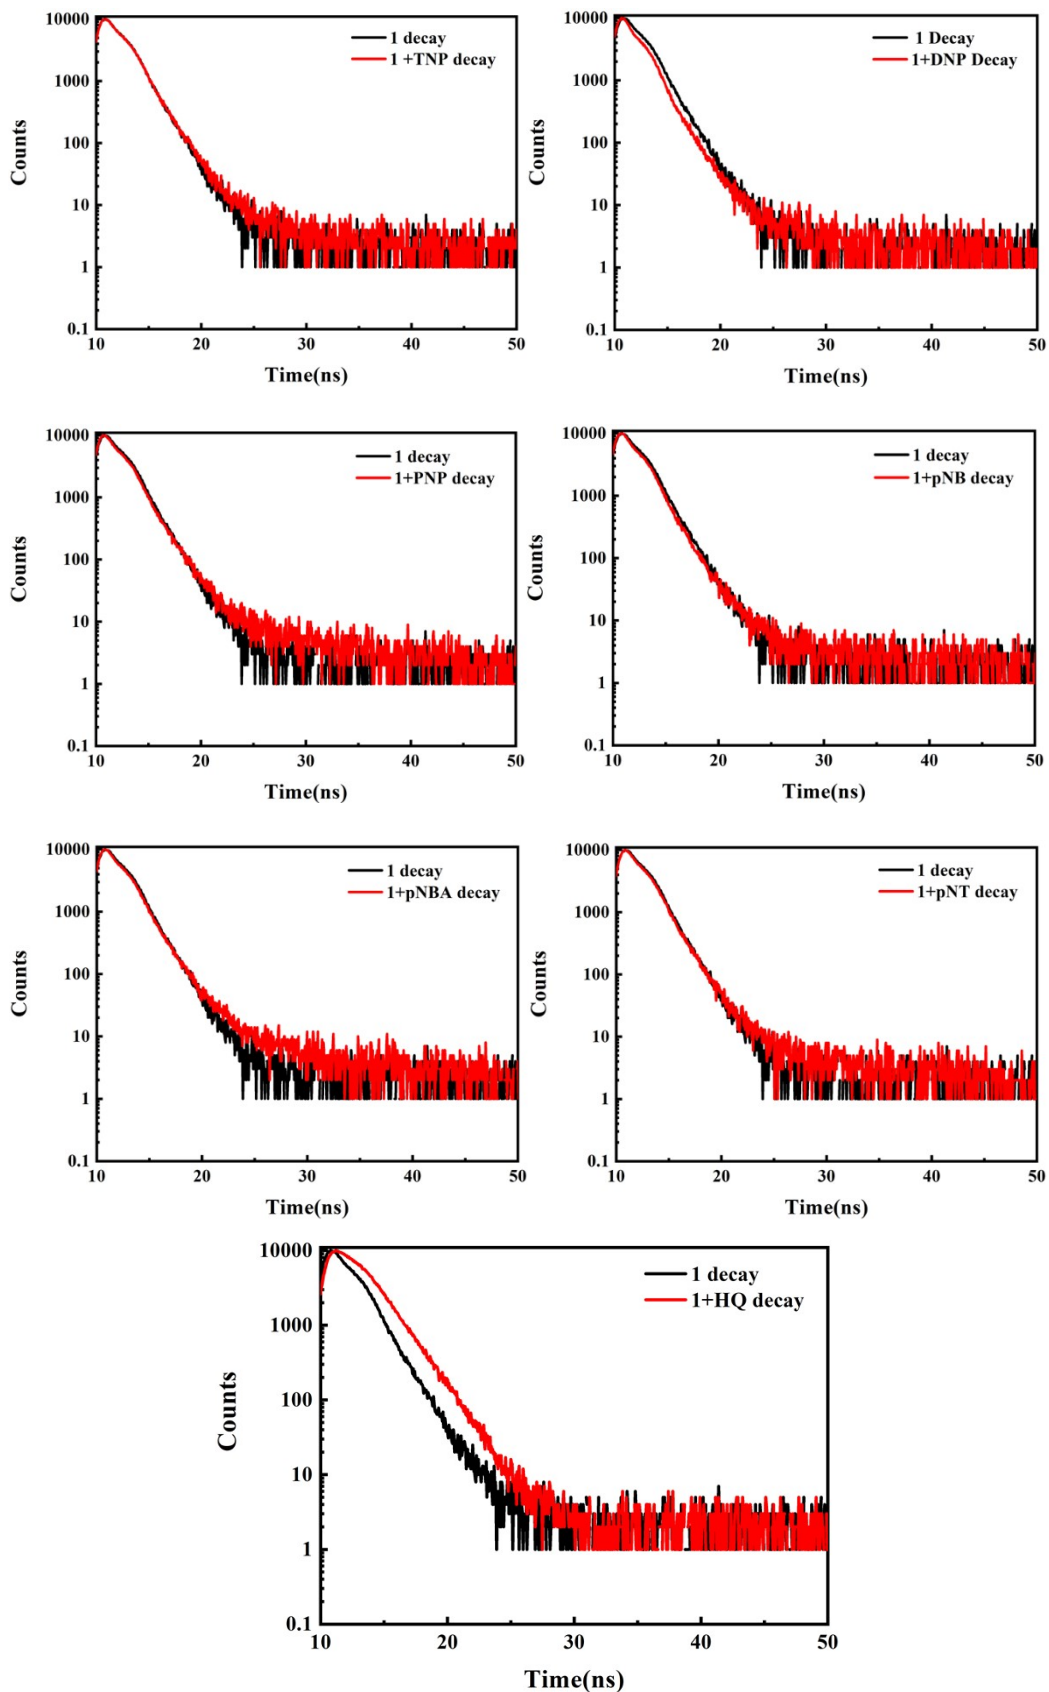 10000
1000
100
10
1
0.1
Counts
1 decay
1 +TNP decay
10 20 30 40 50
Time(ns)
10000
1000
100
10
1
0.1
Counts
1 Decay
1+DNP Decay
10 20 30 40 50
Time(ns)
10000
1000
100
10
1
0.1
Counts
1 decay
1+PNP decay
10 20 30 40 50
Time(ns)
10000
1000
100
10
1
0.1
Counts
1 decay
1+pNB decay
10 20 30 40 50
Time(ns)
10000
1000
100
10
1
0.1
Counts
1 decay
1+pNBA decay
10 20 30 40 50
Time(ns)
10000
1000
100
10
1
0.1
Counts
1 decay
1+pNT decay
10 20 30 40 50
Time(ns)
10000
1000
100
10
1
0.1
Counts
1 decay
1+HQ decay
10 20 30 40 50
Time(ns)